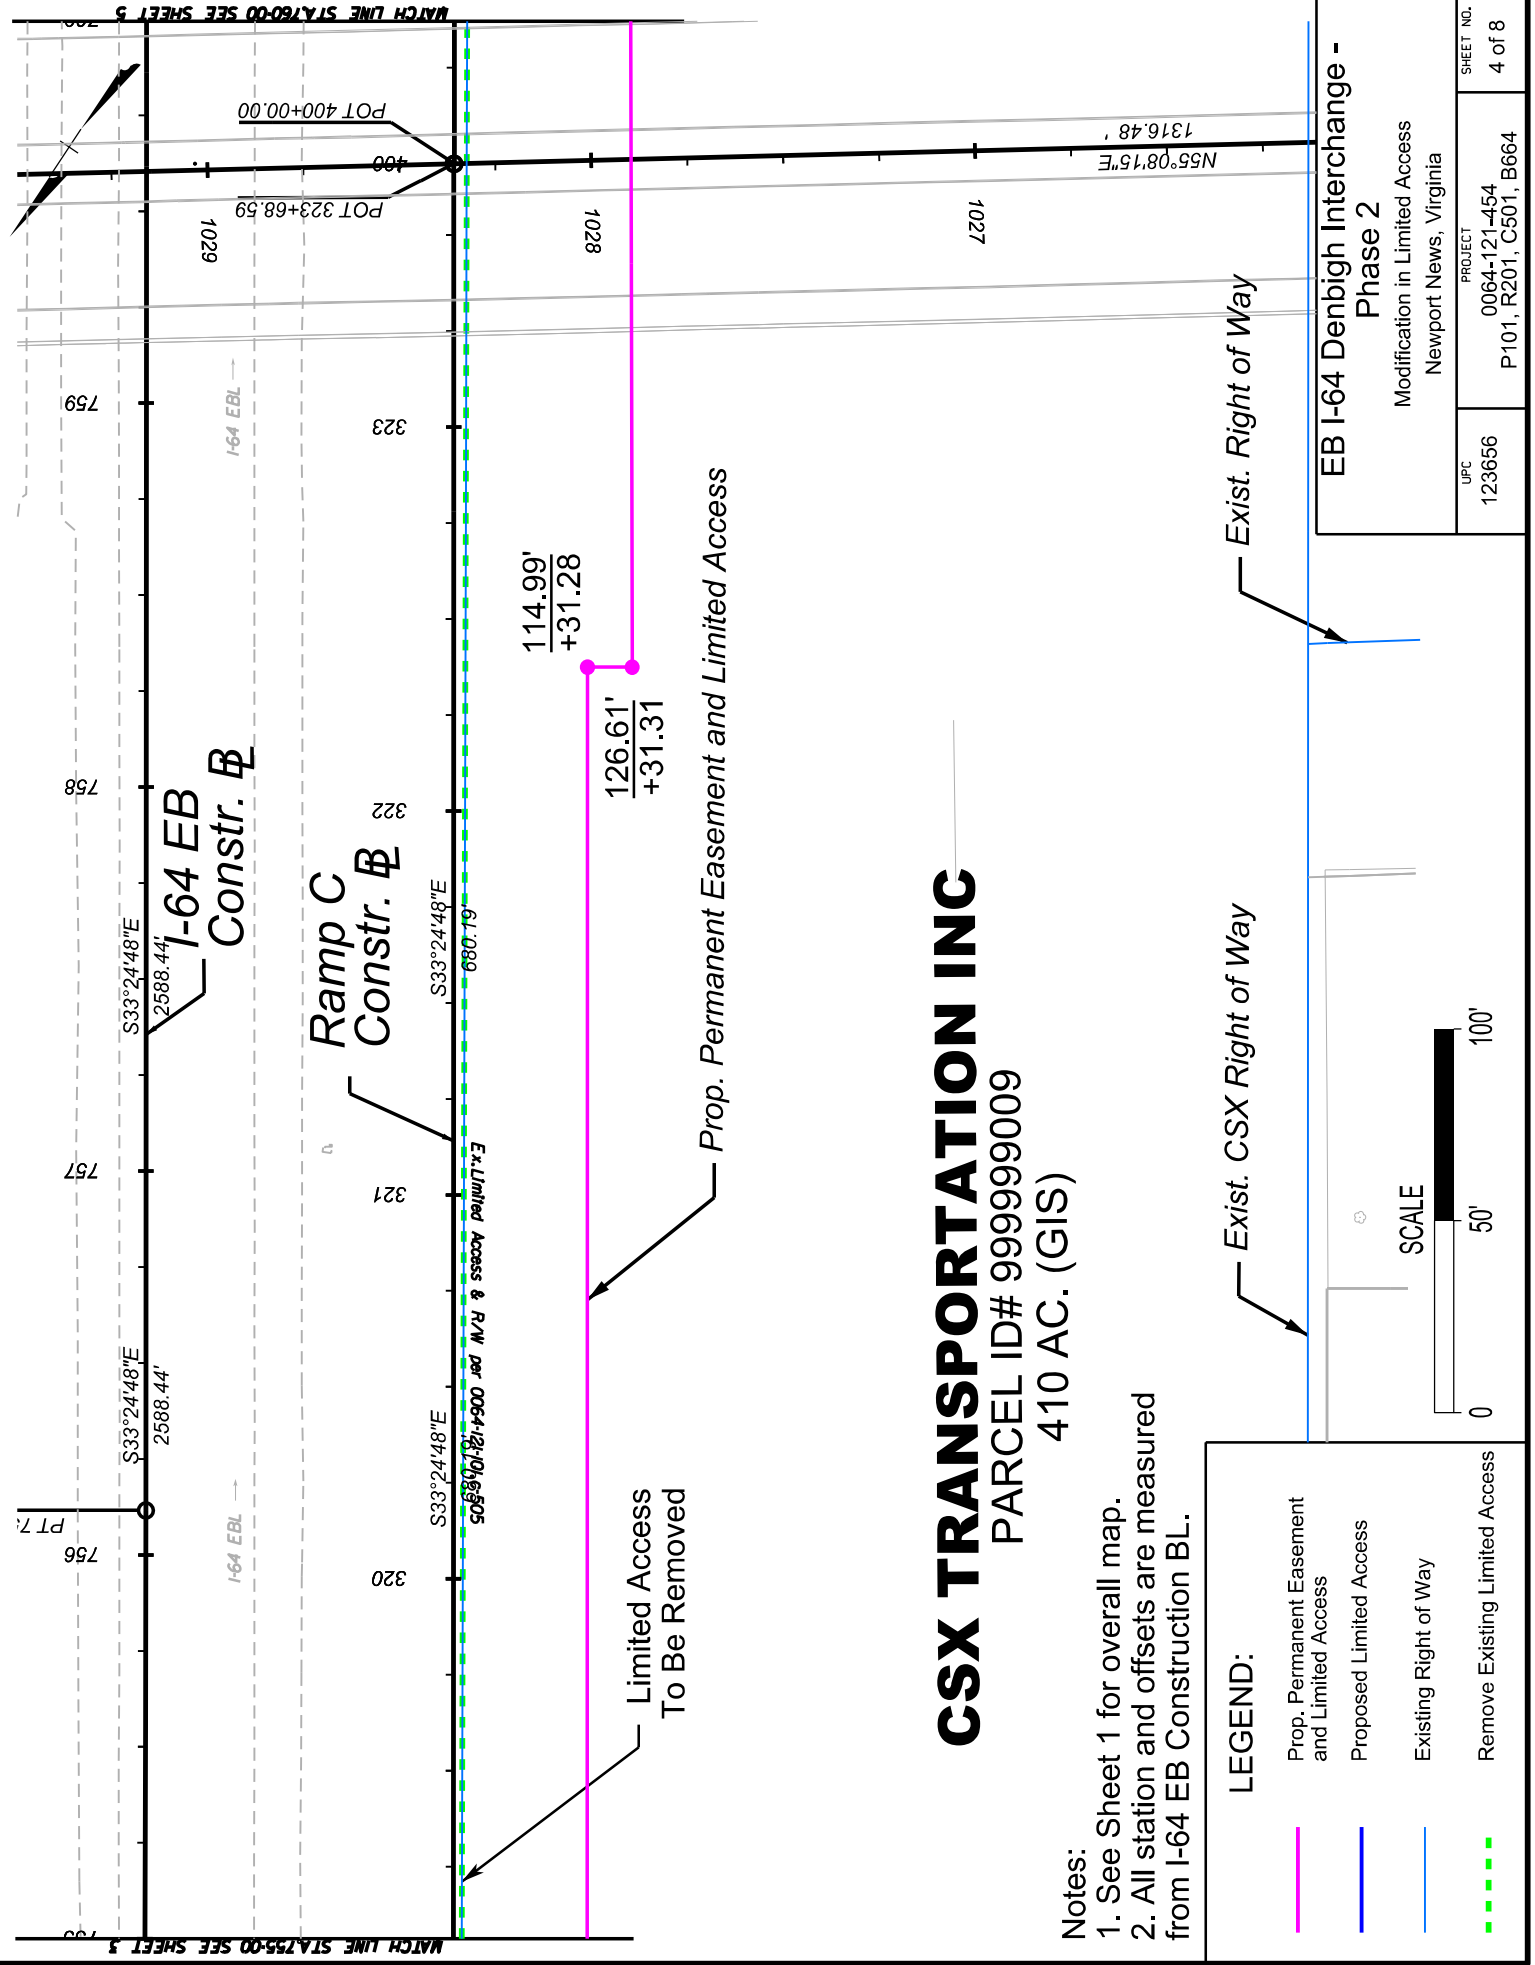 MATCH LINE STA.755+00 SEE SHEET 3
MATCH LINE STA.760+00 SEE SHEET 5
756
757
758
759
PT 7
S33°24'48"E
2588.44'
S33°24'48"E
2588.44'
I-64 EB
Constr. BL
I-64 EBL
I-64 EBL
Ramp C
Constr. BL
320
321
322
323
400
S33°24'48"E
680.19'
S33°24'48"E
680.19'
Ex. Limited Access & R/W per 0064-121-101, 6-505
POT 400+00.00
POT 323+68.59
1029
1028
1027
1316.48 '
N55°08'15"E
114.99'
+31.28
126.61'
+31.31
Prop. Permanent Easement and Limited Access
Limited Access
To Be Removed
CSX TRANSPORTATION INC
PARCEL ID# 999999009
410 AC. (GIS)
Exist. CSX Right of Way
Exist. Right of Way
Notes:
1. See Sheet 1 for overall map.
2. All station and offsets are measured
from I-64 EB Construction BL.
LEGEND:
Prop. Permanent Easement
and Limited Access
Proposed Limited Access
Existing Right of Way
Remove Existing Limited Access
SCALE
0
50'
100'
EB I-64 Denbigh Interchange -
Phase 2
Modification in Limited Access
Newport News, Virginia
UPC
123656
PROJECT
0064-121-454
P101, R201, C501, B664
SHEET NO.
4 of 8